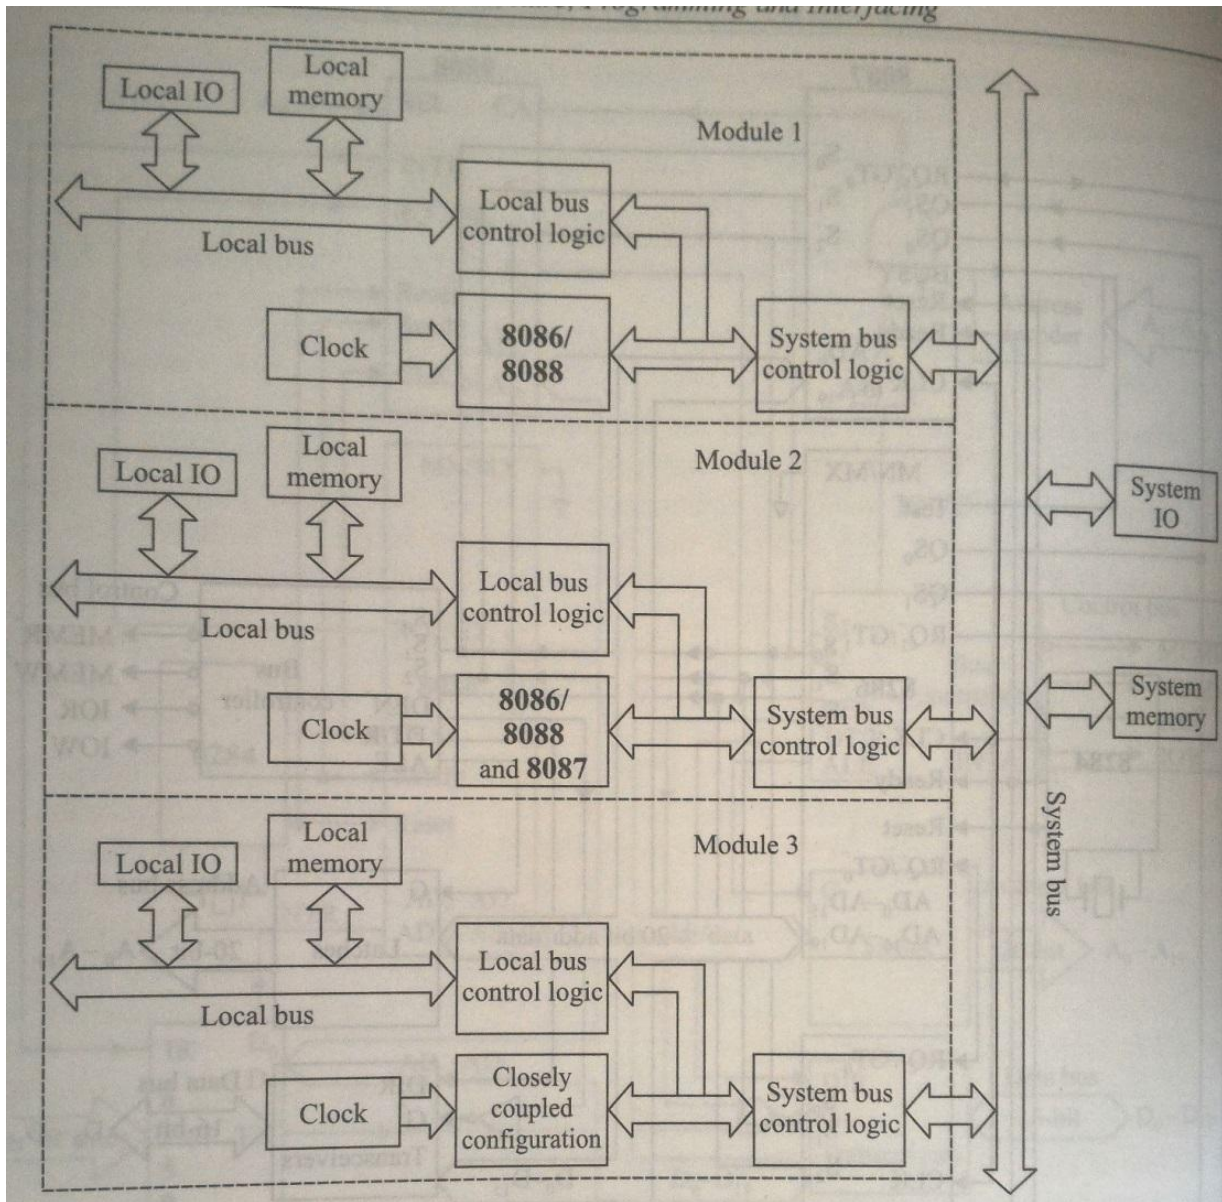 Programming and Interfacing
Local IO
Local
memory
Module 1
Local bus
control logic
Local bus
Clock
8086/
8088
System bus
control logic
Local IO
Local
memory
Module 2
System
IO
Local bus
control logic
Local bus
Clock
8086/
8088
and 8087
System bus
control logic
System
memory
System bus
Local IO
Local
memory
Module 3
Local bus
control logic
Local bus
Clock
Closely
coupled
configuration
System bus
control logic